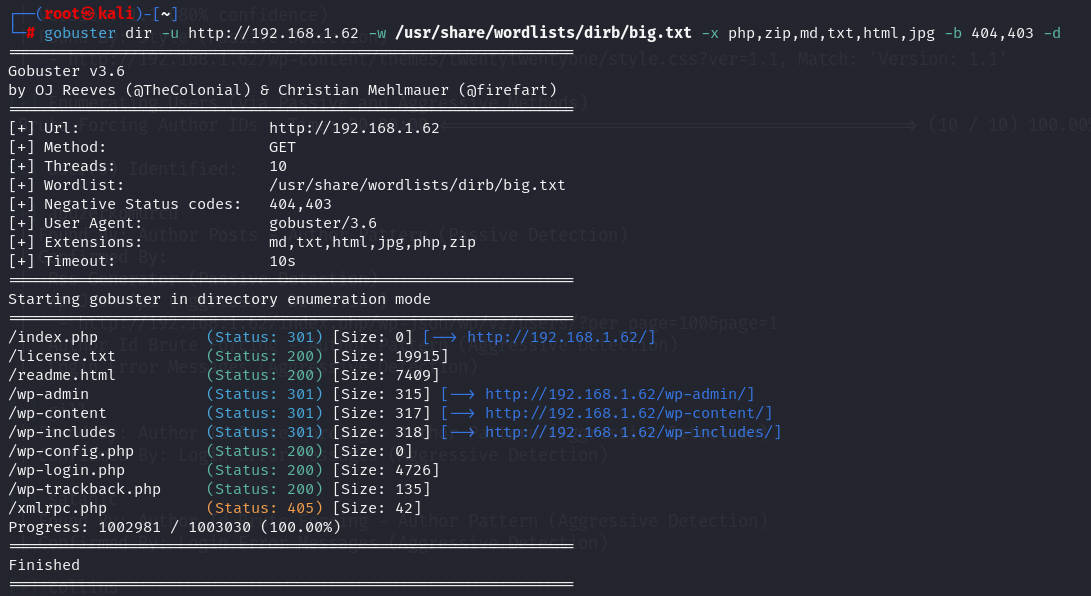 ┌──(root㉿kali)-[~]
└─# gobuster dir -u http://192.168.1.62 -w /usr/share/wordlists/dirb/big.txt -x php,zip,md,txt,html,jpg -b 404,403 -d
===============================================================
Gobuster v3.6
by OJ Reeves (@TheColonial) & Christian Mehlmauer (@firefart)
===============================================================
[+] Url:                     http://192.168.1.62
[+] Method:                  GET
[+] Threads:                 10
[+] Wordlist:                /usr/share/wordlists/dirb/big.txt
[+] Negative Status codes:   404,403
[+] User Agent:              gobuster/3.6
[+] Extensions:              md,txt,html,jpg,php,zip
[+] Timeout:                 10s
===============================================================
Starting gobuster in directory enumeration mode
===============================================================
/index.php            (Status: 301) [Size: 0] [--> http://192.168.1.62/]
/license.txt          (Status: 200) [Size: 19915]
/readme.html          (Status: 200) [Size: 7409]
/wp-admin             (Status: 301) [Size: 315] [--> http://192.168.1.62/wp-admin/]
/wp-content           (Status: 301) [Size: 317] [--> http://192.168.1.62/wp-content/]
/wp-includes          (Status: 301) [Size: 318] [--> http://192.168.1.62/wp-includes/]
/wp-config.php        (Status: 200) [Size: 0]
/wp-login.php         (Status: 200) [Size: 4726]
/wp-trackback.php     (Status: 200) [Size: 135]
/xmlrpc.php           (Status: 405) [Size: 42]
Progress: 1002981 / 1003030 (100.00%)
===============================================================
Finished
===============================================================